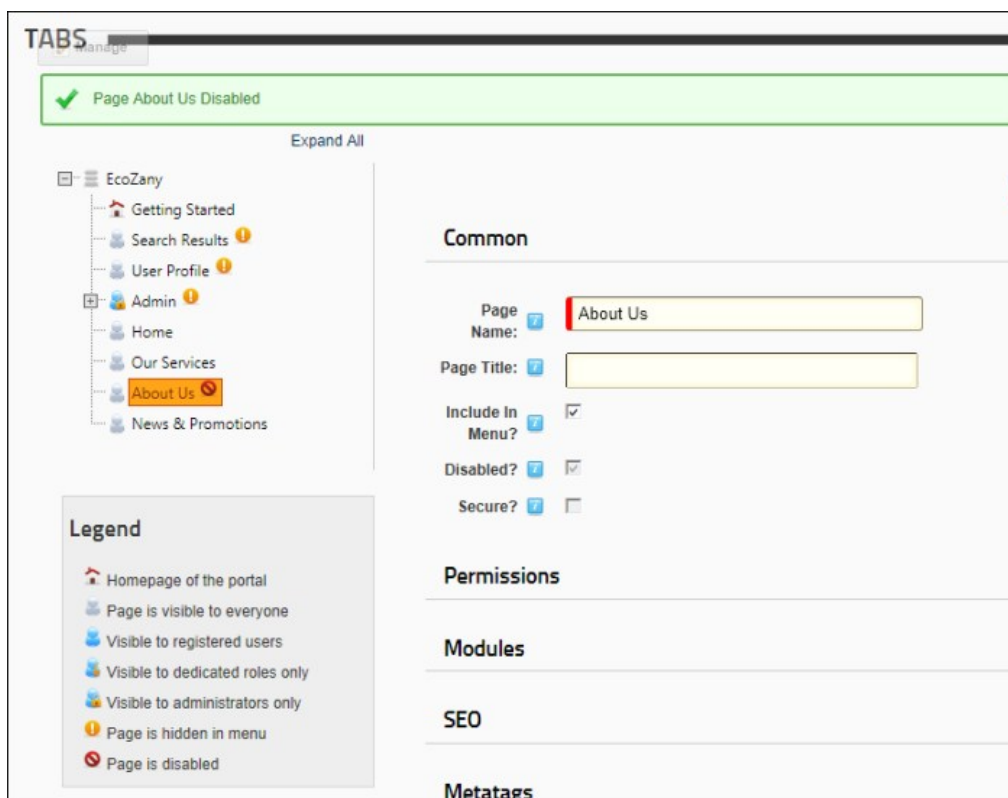 TABS
Manage
Page About Us Disabled
Expand All
EcoZany
Getting Started
Search Results
User Profile
Admin
Home
Our Services
About Us
News & Promotions
Legend
Homepage of the portal
Page is visible to everyone
Visible to registered users
Visible to dedicated roles only
Visible to administrators only
Page is hidden in menu
Page is disabled
Common
Page
Name:
About Us
Page Title:
Include In
Menu?
Disabled?
Secure?
Permissions
Modules
SEO
Metatags